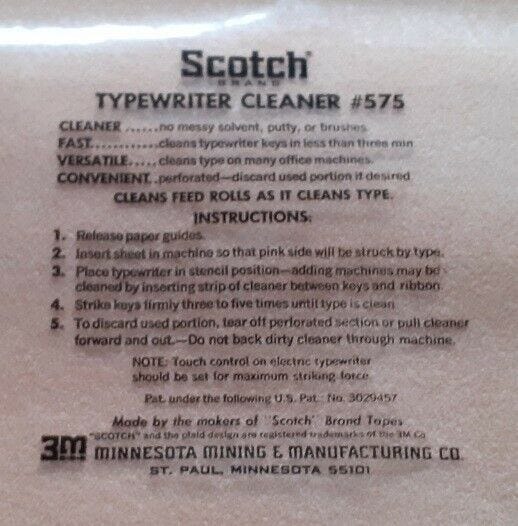 Scotch®
BRAND
TYPEWRITER CLEANER #575
CLEANER ......no messy solvent, putty, or brushes
FAST............cleans typewriter keys in less than three min.
VERSATILE.....cleans type on many office machines.
CONVENIENT..perforated—discard used portion if desired
CLEANS FEED ROLLS AS IT CLEANS TYPE.
INSTRUCTIONS:
1. Release paper guides.
2. Insert sheet in machine so that pink side will be struck by type.
3. Place typewriter in stencil position—adding machines may be
cleaned by inserting strip of cleaner between keys and ribbon.
4. Strike keys firmly three to five times until type is clean
5. To discard used portion, tear off perforated section or pull cleaner
forward and out.—Do not back dirty cleaner through machine.
NOTE: Touch control on electric typewriter
should be set for maximum striking force
Pat. under the following U.S. Pat.: No. 3029457
Made by the makers of "Scotch" Brand Tapes
"SCOTCH" and the plaid design are registered trademarks of the 3M Co
3M MINNESOTA MINING & MANUFACTURING CO.
ST. PAUL, MINNESOTA 55101